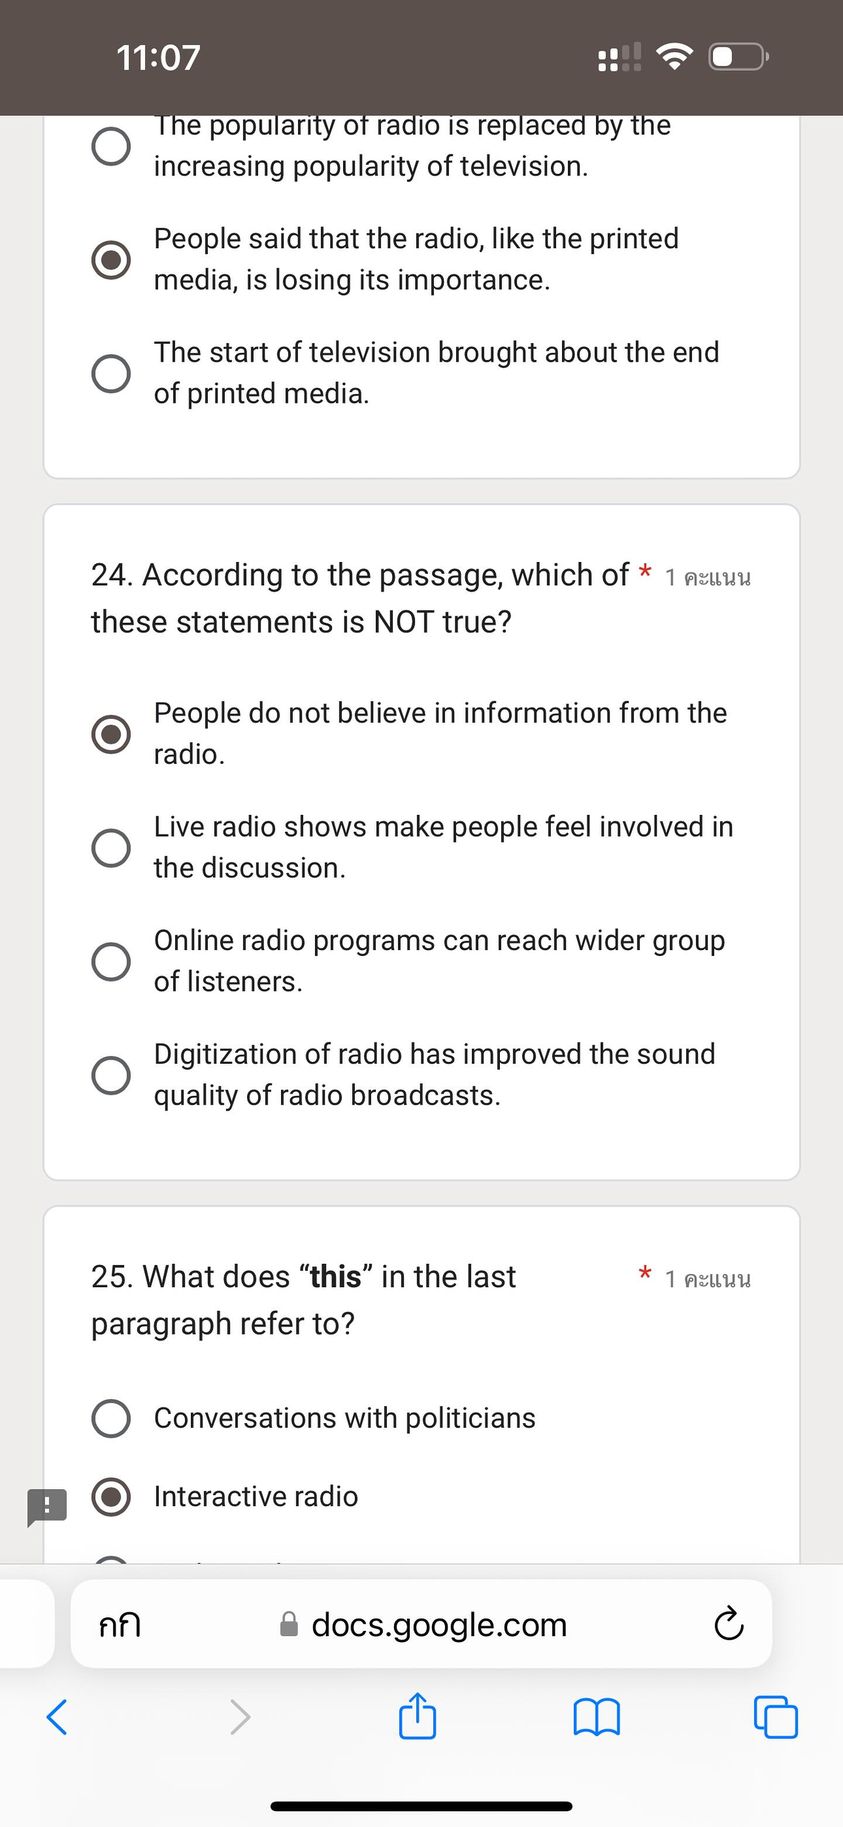 11:07
The popularity of radio is replaced by the
increasing popularity of television.
People said that the radio, like the printed
media, is losing its importance.
The start of television brought about the end
of printed media.
24. According to the passage, which of * 1 คะแนน
these statements is NOT true?
People do not believe in information from the
radio.
Live radio shows make people feel involved in
the discussion.
Online radio programs can reach wider group
of listeners.
Digitization of radio has improved the sound
quality of radio broadcasts.
25. What does “this” in the last * 1 คะแนน
paragraph refer to?
Conversations with politicians
Interactive radio
กก docs.google.com